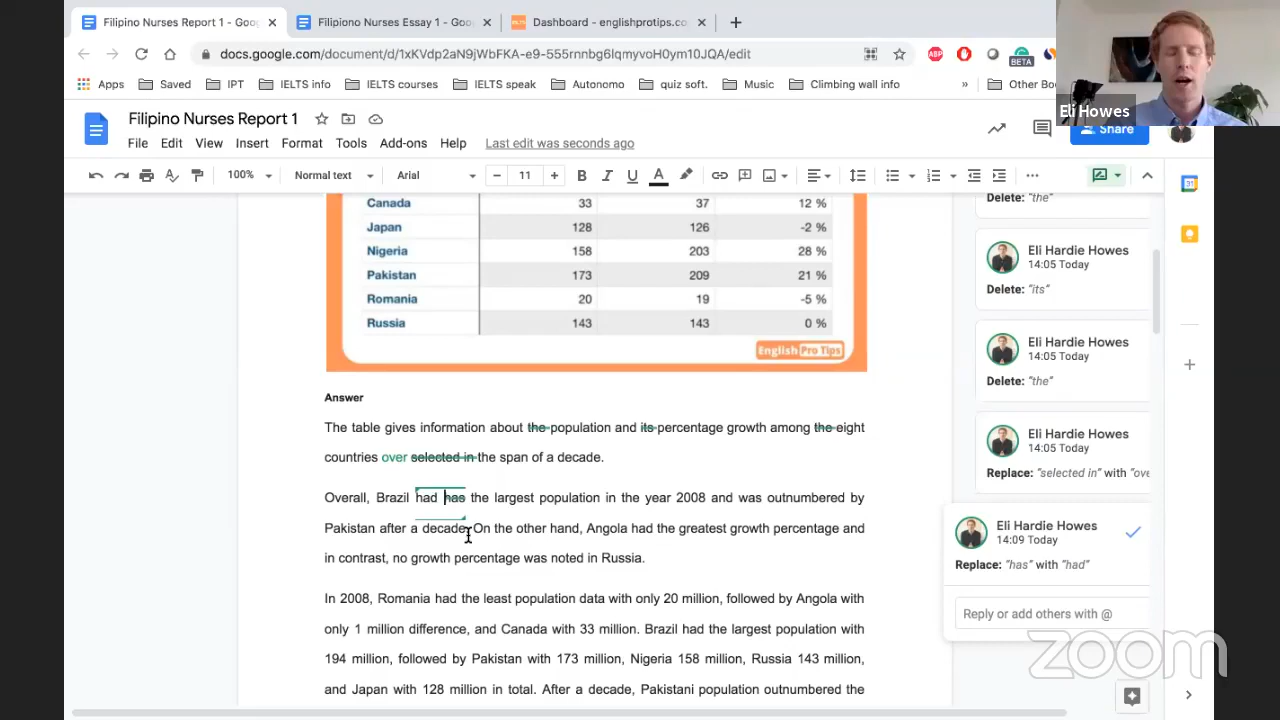 Filipino Nurses Report 1 - Goog
Filipiono Nurses Essay 1 - Goog
Dashboard - englishprotips.co
docs.google.com/document/d/1xKVdp2aN9jWbFKA-e9-555rnnbg6lqmyvoH0ym10JQA/edit
ABP
BETA
Apps
Saved
IPT
IELTS info
IELTS courses
IELTS speak
Autonomo
quiz soft.
Music
Climbing wall info
»
Other Boo
Eli Howes
Filipino Nurses Report 1
Share
File Edit View Insert Format Tools Add-ons Help Last edit was seconds ago
100% Normal text Arial 11 B I U A
Canada 33 37 12 %
Japan 128 126 -2 %
Nigeria 158 203 28 %
Pakistan 173 209 21 %
Romania 20 19 -5 %
Russia 143 143 0 %
English Pro Tips
Answer
The table gives information about the population and its percentage growth among the eight
countries over selected in the span of a decade.
Overall, Brazil had has the largest population in the year 2008 and was outnumbered by
Pakistan after a decade. On the other hand, Angola had the greatest growth percentage and
in contrast, no growth percentage was noted in Russia.
In 2008, Romania had the least population data with only 20 million, followed by Angola with
only 1 million difference, and Canada with 33 million. Brazil had the largest population with
194 million, followed by Pakistan with 173 million, Nigeria 158 million, Russia 143 million,
and Japan with 128 million in total. After a decade, Pakistani population outnumbered the
Delete: "the"
Eli Hardie Howes
14:05 Today
Delete: "its"
Eli Hardie Howes
14:05 Today
Delete: "the"
Eli Hardie Howes
14:05 Today
Replace: "selected in" with "ove
Eli Hardie Howes
14:09 Today
Replace: "has" with "had"
Reply or add others with @
31
zoom